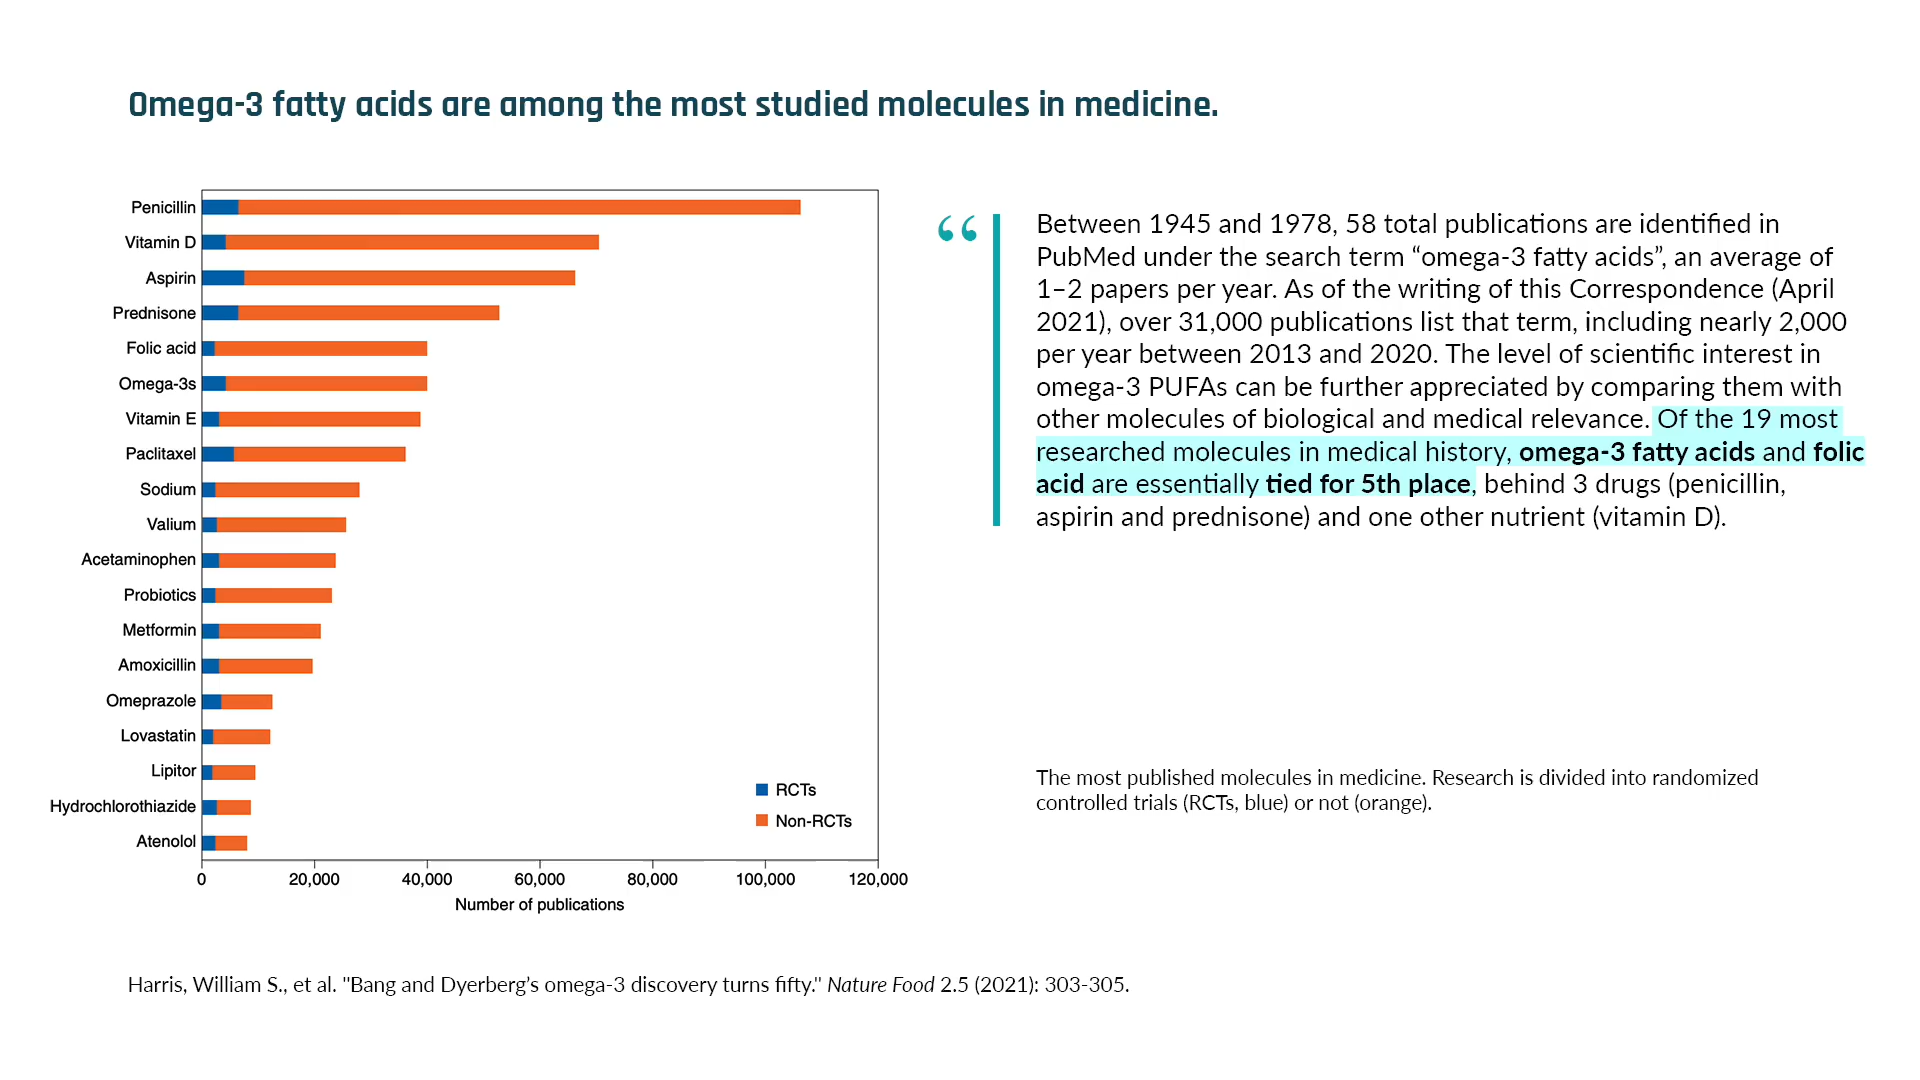 Omega-3 fatty acids are among the most studied molecules in medicine.
Penicillin
Vitamin D
Aspirin
Prednisone
Folic acid
Omega-3s
Vitamin E
Paclitaxel
Sodium
Valium
Acetaminophen
Probiotics
Metformin
Amoxicillin
Omeprazole
Lovastatin
Lipitor
Hydrochlorothiazide
Atenolol
RCTs
Non-RCTs
0
20,000
40,000
60,000
80,000
100,000
120,000
Number of publications
“
Between 1945 and 1978, 58 total publications are identified in
PubMed under the search term “omega-3 fatty acids”, an average of
1–2 papers per year. As of the writing of this Correspondence (April
2021), over 31,000 publications list that term, including nearly 2,000
per year between 2013 and 2020. The level of scientific interest in
omega-3 PUFAs can be further appreciated by comparing them with
other molecules of biological and medical relevance. Of the 19 most
researched molecules in medical history, omega-3 fatty acids and folic
acid are essentially tied for 5th place, behind 3 drugs (penicillin,
aspirin and prednisone) and one other nutrient (vitamin D).
The most published molecules in medicine. Research is divided into randomized
controlled trials (RCTs, blue) or not (orange).
Harris, William S., et al. "Bang and Dyerberg’s omega-3 discovery turns fifty." Nature Food 2.5 (2021): 303-305.